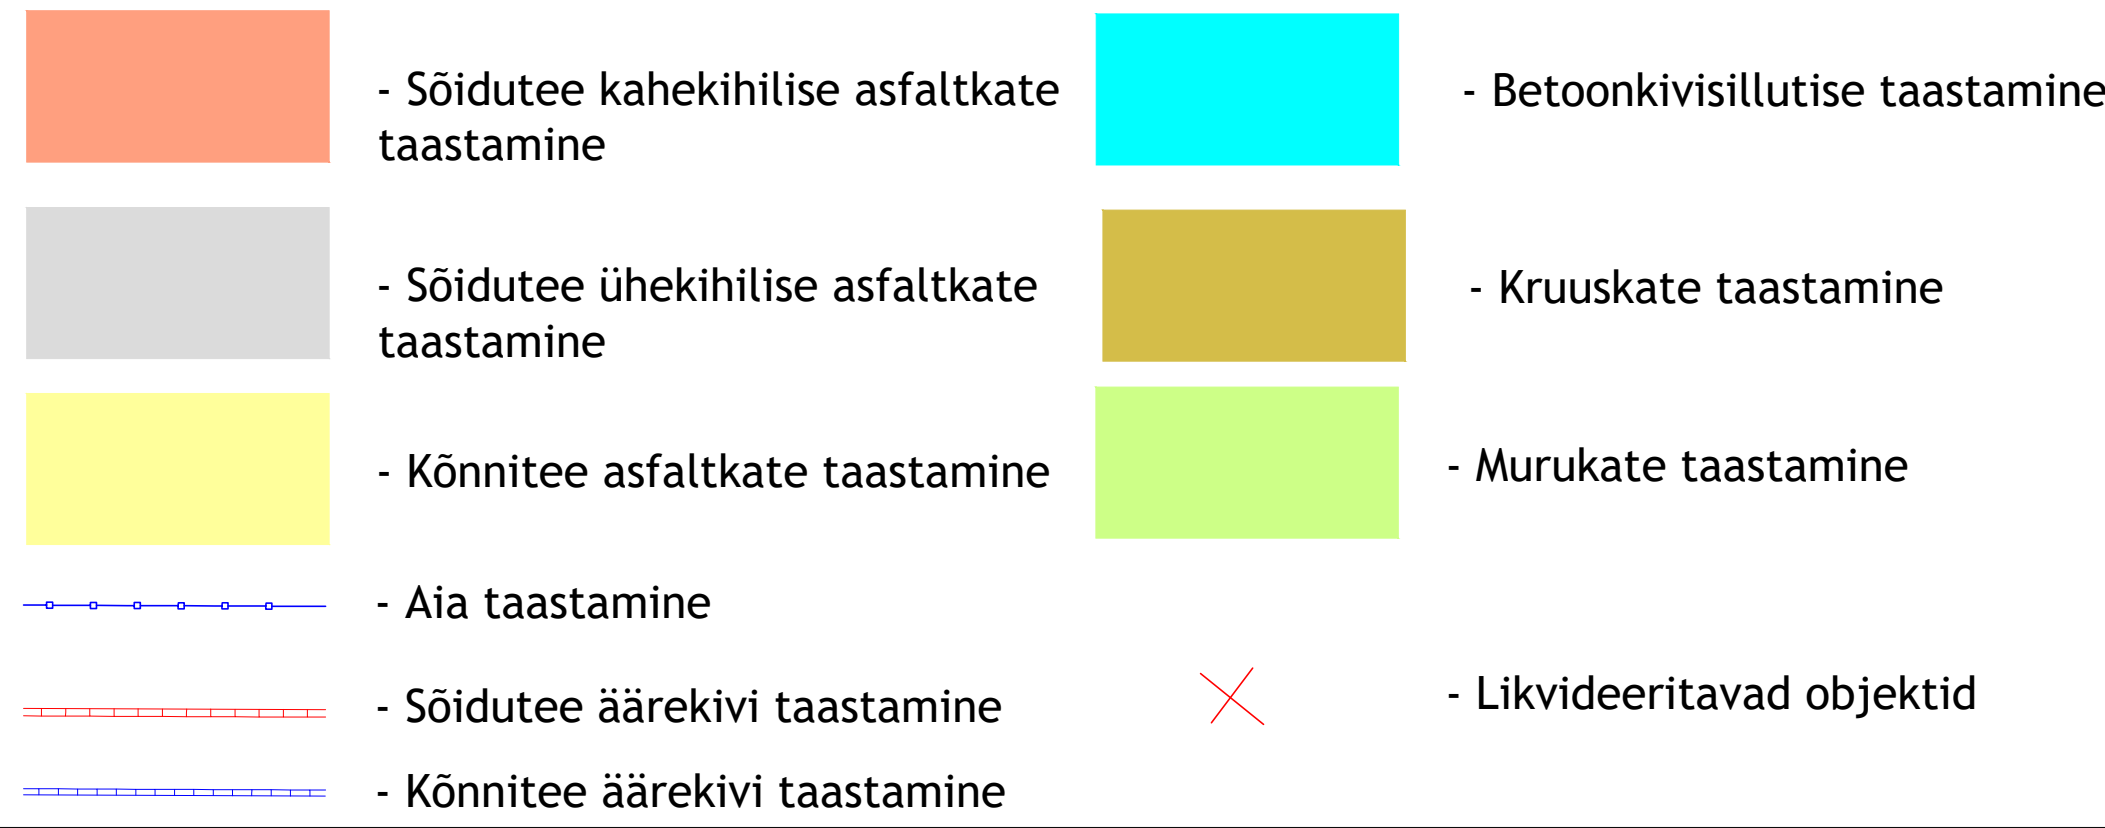 - Sõidutee kahekihilise asfaltkate
taastamine
- Sõidutee ühekihilise asfaltkate
taastamine
- Kõnnitee asfaltkate taastamine
- Aia taastamine
- Sõidutee äärekivi taastamine
- Kõnnitee äärekivi taastamine
- Betoonkivisillutise taastamine
- Kruuskate taastamine
- Murukate taastamine
- Likvideeritavad objektid